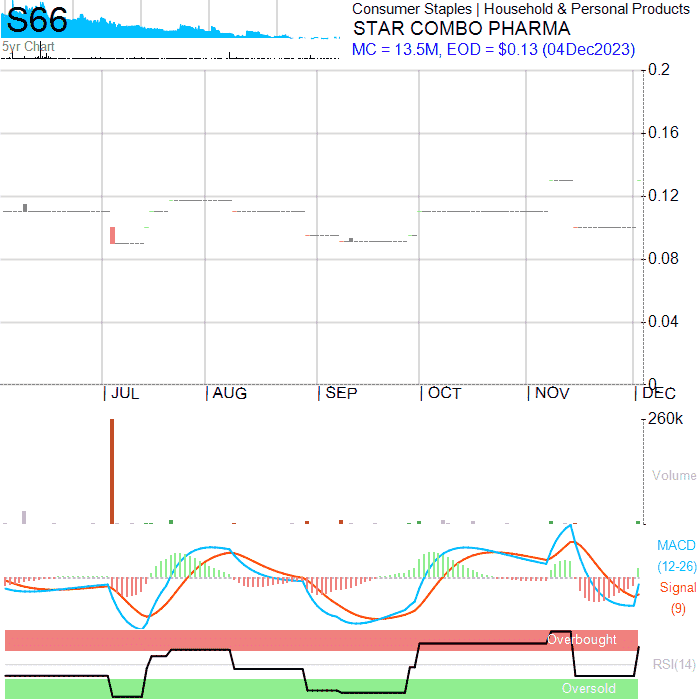 S66
Consumer Staples | Household & Personal Products
STAR COMBO PHARMA
5yr Chart
MC = 13.5M, EOD = $0.13 (04Dec2023)
0.2
0.16
0.12
0.08
0.04
0
JUL AUG SEP OCT NOV DEC
260k
Volume
MACD
(12-26)
Signal
(9)
Overbought
RSI(14)
Oversold